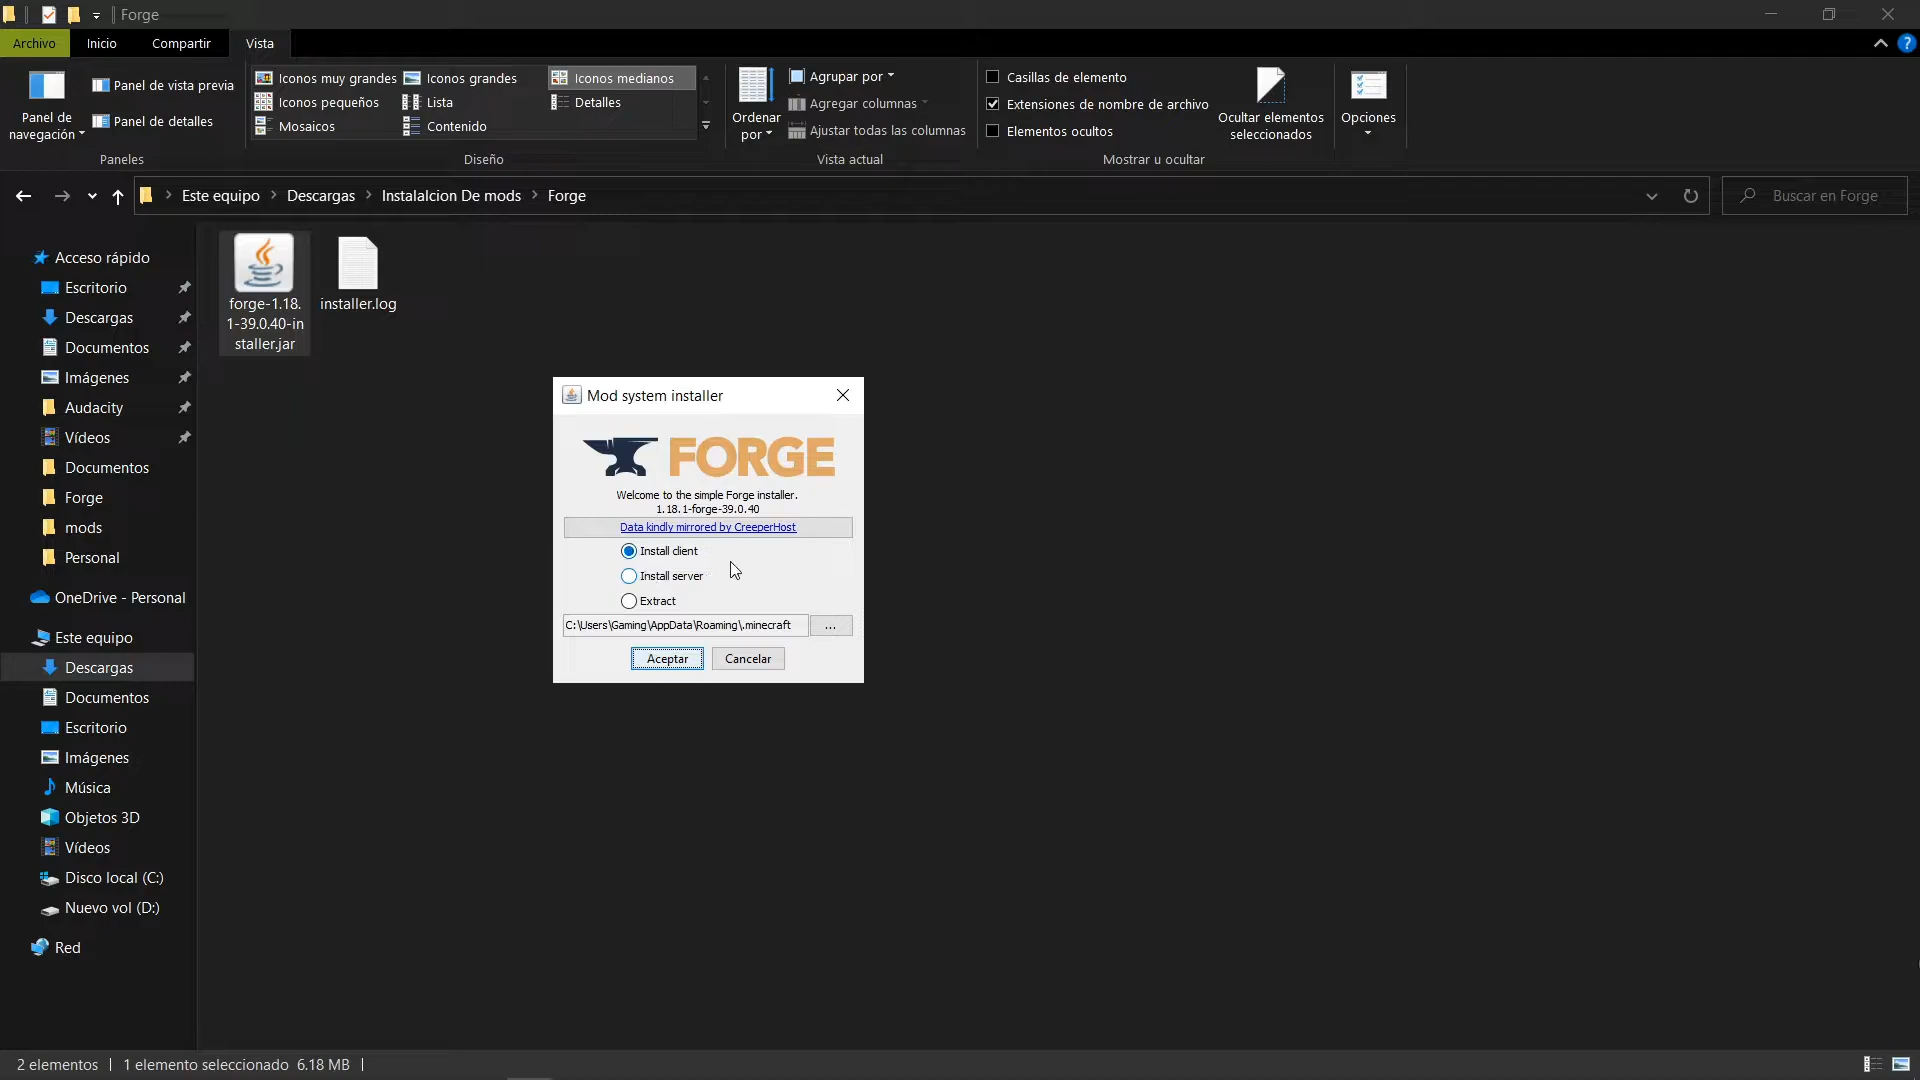 Forge
Archivo
Inicio
Compartir
Vista
Panel de
navegación
Panel de vista previa
Panel de detalles
Paneles
Iconos muy grandes
Iconos grandes
Iconos medianos
Iconos pequeños
Lista
Detalles
Mosaicos
Contenido
Diseño
Ordenar
por
Agrupar por
Agregar columnas
Ajustar todas las columnas
Vista actual
Casillas de elemento
Extensiones de nombre de archivo
Elementos ocultos
Ocultar elementos
seleccionados
Mostrar u ocultar
Opciones
Este equipo > Descargas > Instalalcion De mods > Forge
Buscar en Forge
Acceso rápido
Escritorio
Descargas
Documentos
Imágenes
Audacity
Vídeos
Documentos
Forge
mods
Personal
OneDrive - Personal
Este equipo
Descargas
Documentos
Escritorio
Imágenes
Música
Objetos 3D
Vídeos
Disco local (C:)
Nuevo vol (D:)
Red
forge-1.18.
1-39.0.40-in
staller.jar
installer.log
Mod system installer
FORGE
Welcome to the simple Forge installer.
1.18.1-forge-39.0.40
Data kindly mirrored by CreeperHost
Install client
Install server
Extract
C:\Users\Gaming\AppData\Roaming\.minecraft
...
Aceptar
Cancelar
2 elementos
1 elemento seleccionado 6.18 MB